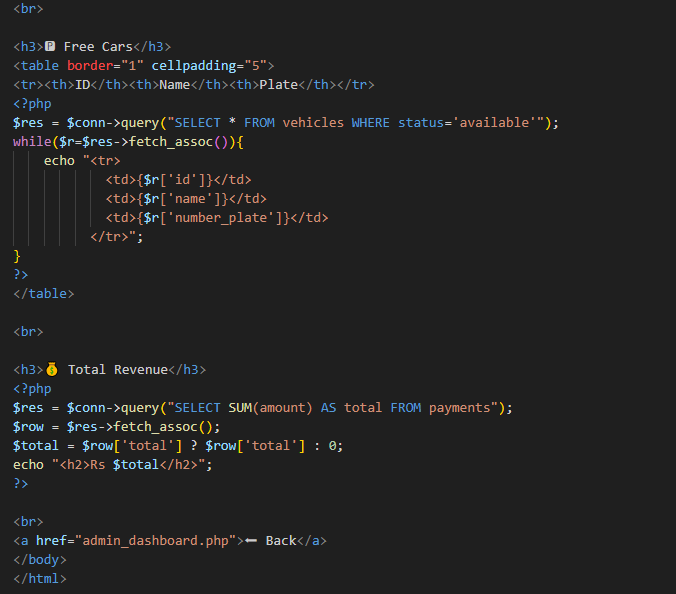 <br>
<h3>🅿 Free Cars</h3>
<table border="1" cellpadding="5">
<tr><th>ID</th><th>Name</th><th>Plate</th></tr>
<?php
$res = $conn->query("SELECT * FROM vehicles WHERE status='available'");
while($r=$res->fetch_assoc()){
    echo "<tr>
            <td>{$r['id']}</td>
            <td>{$r['name']}</td>
            <td>{$r['number_plate']}</td>
          </tr>";
}
?>
</table>
<br>
<h3>💰 Total Revenue</h3>
<?php
$res = $conn->query("SELECT SUM(amount) AS total FROM payments");
$row = $res->fetch_assoc();
$total = $row['total'] ? $row['total'] : 0;
echo "<h2>Rs $total</h2>";
?>
<br>
<a href="admin_dashboard.php">⬅ Back</a>
</body>
</html>